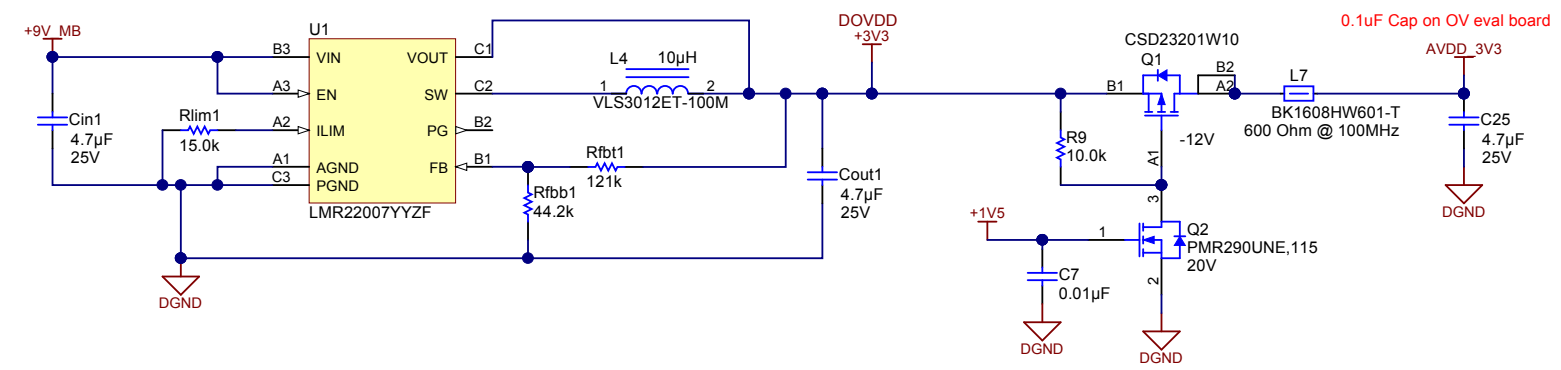 +9V_MB
Cin1
4.7µF
25V
Rlim1
15.0k
U1
B3 VIN
A3 EN
A2 ILIM
A1 AGND
C3 PGND
VOUT C1
SW C2
PG B2
FB B1
LMR22007YYZF
DGND
L4 10µH
1 2
VLS3012ET-100M
Rfbt1
121k
Rfbb1
44.2k
Cout1
4.7µF
25V
DOVDD
+3V3
R9
10.0k
CSD23201W10
Q1
B1
B2
A2
A1
-12V
+1V5
C7
0.01µF
DGND
1
3
2
Q2
PMR290UNE,115
20V
DGND
L7
BK1608HW601-T
600 Ohm @ 100MHz
0.1uF Cap on OV eval board
AVDD_3V3
C25
4.7µF
25V
DGND